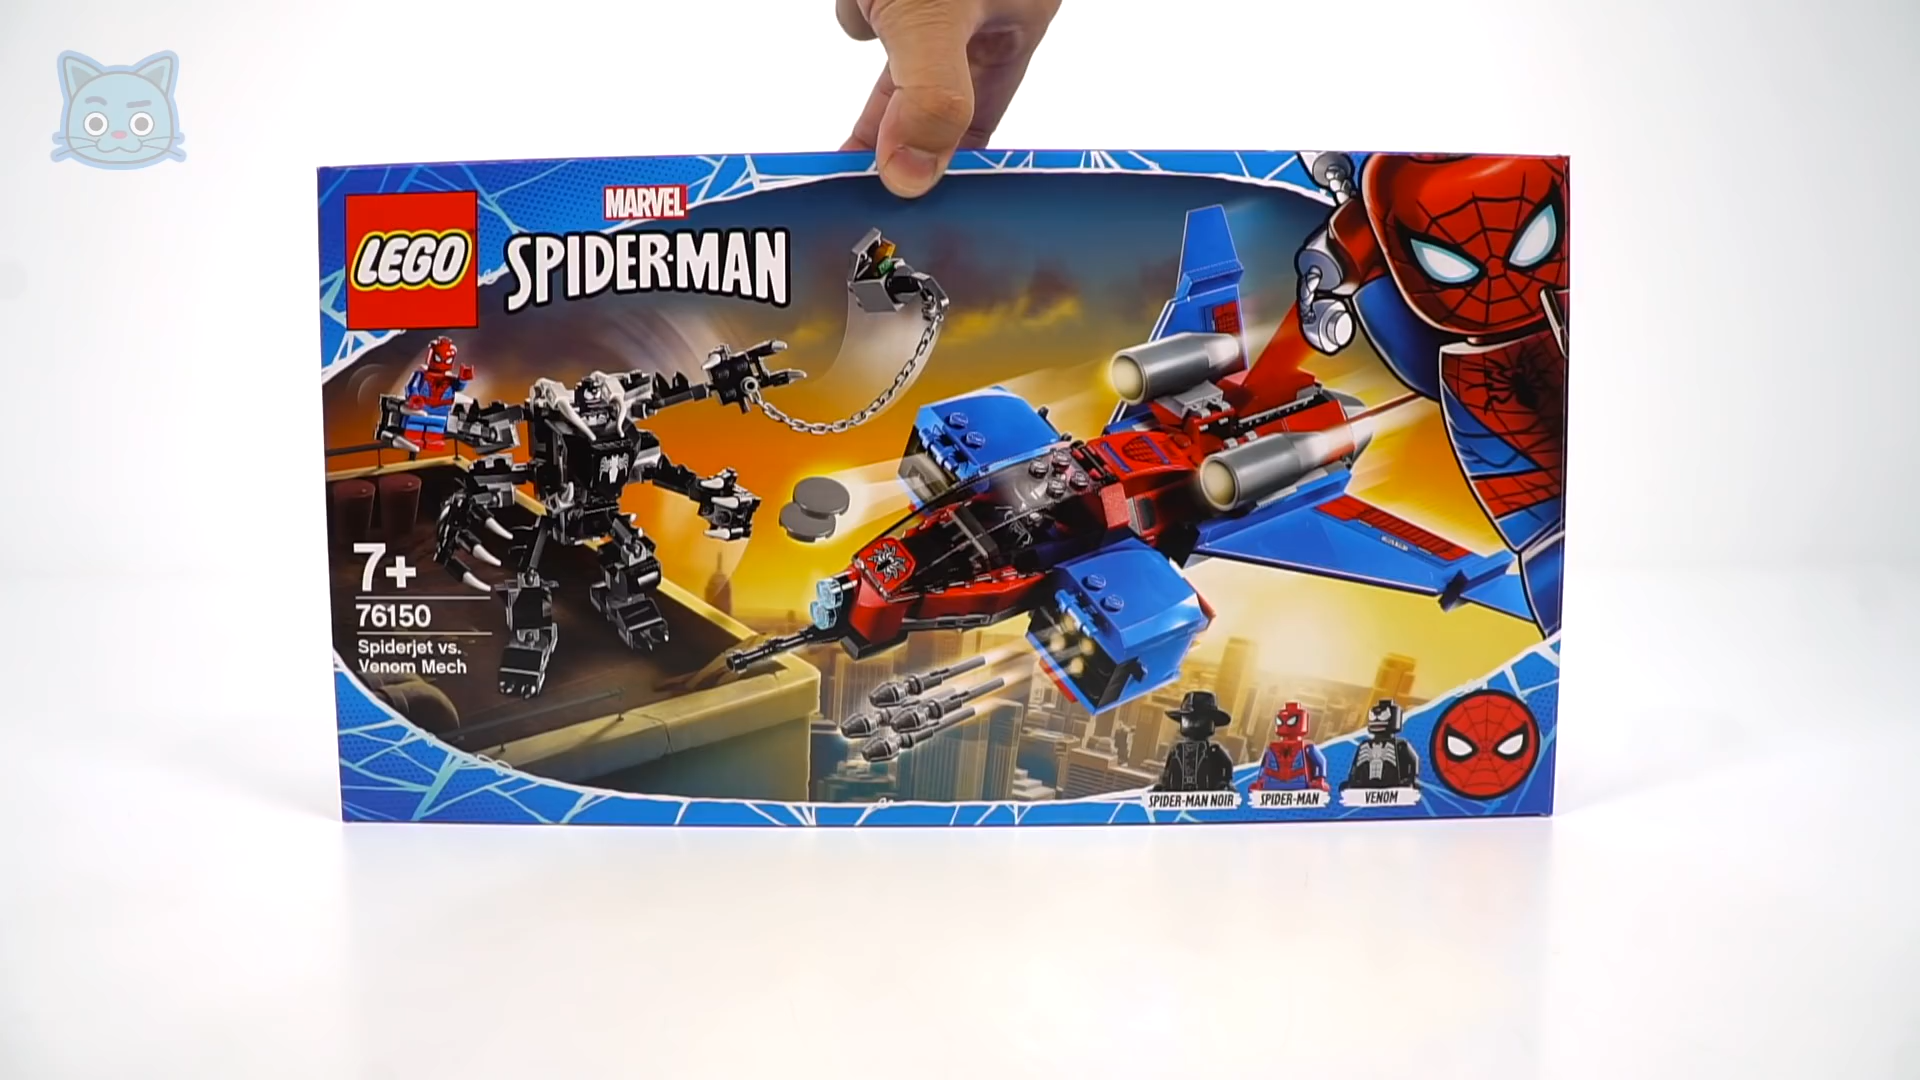 MARVEL
LEGO
SPIDER-MAN
7+
76150
Spiderjet vs.
Venom Mech
SPIDER-MAN NOIR
SPIDER-MAN
VENOM